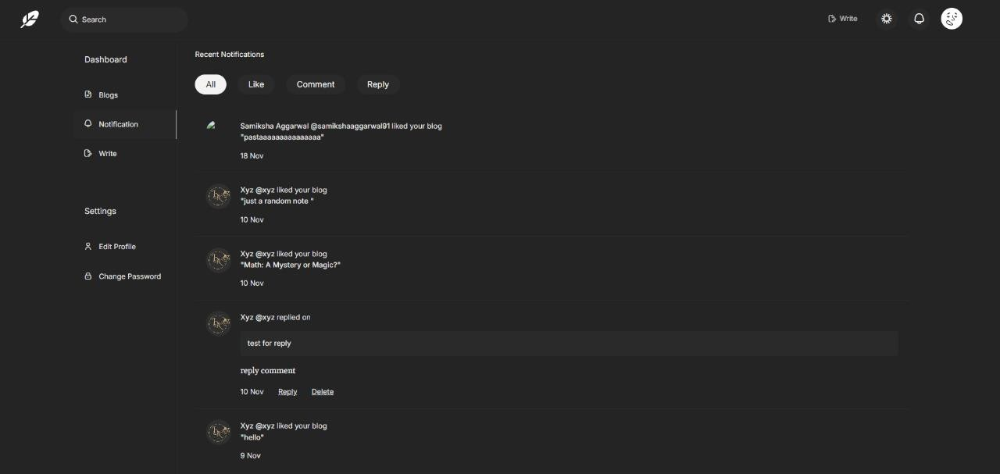 Search
Write
Dashboard
Blogs
Notification
Write
Settings
Edit Profile
Change Password
Recent Notifications
All Like Comment Reply
Samiksha Aggarwal @samikshaaggarwal91 liked your blog
"pastaaaaaaaaaaaaaaa"
18 Nov
Xyz @xyz liked your blog
"just a random note "
10 Nov
Xyz @xyz liked your blog
"Math: A Mystery or Magic?"
10 Nov
Xyz @xyz replied on
test for reply
reply comment
10 Nov Reply Delete
Xyz @xyz liked your blog
"hello"
9 Nov